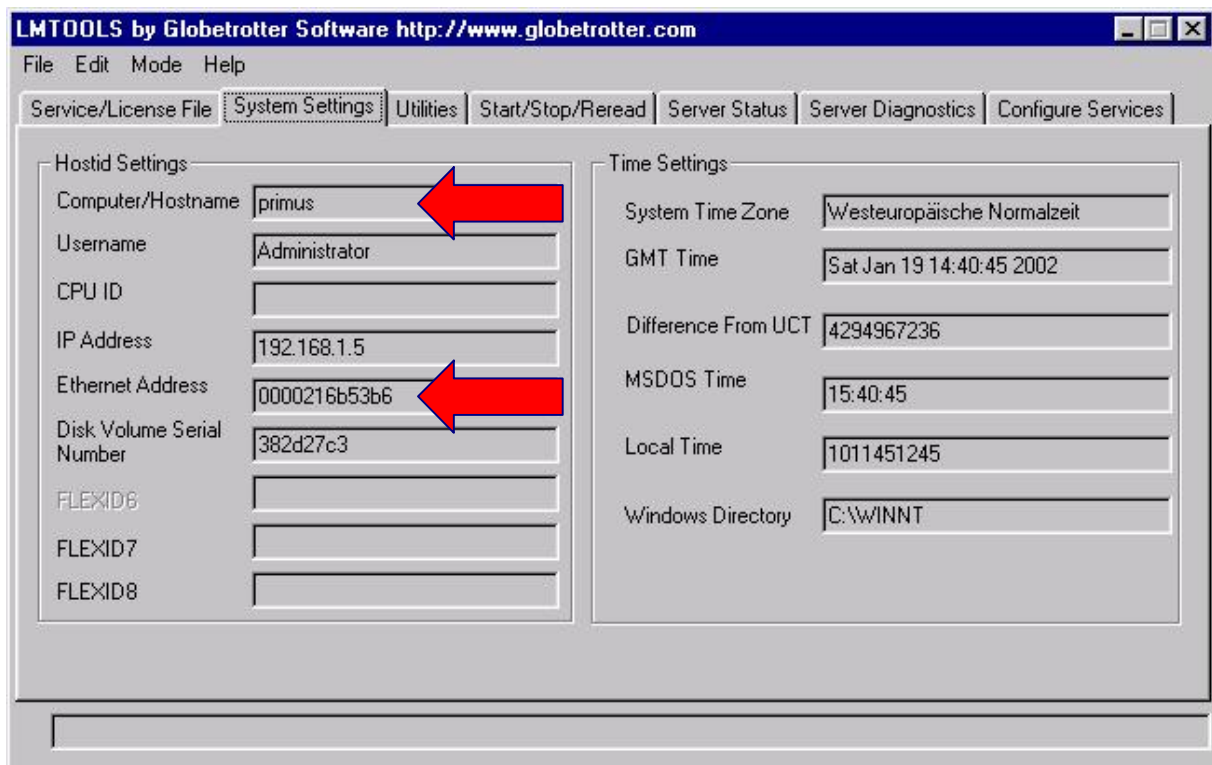 LMTOOLS by Globetrotter Software http://www.globetrotter.com
File Edit Mode Help
Service/License File System Settings Utilities Start/Stop/Reread Server Status Server Diagnostics Configure Services
Hostid Settings
Computer/Hostname primus
Username Administrator
CPU ID
IP Address 192.168.1.5
Ethernet Address 0000216b53b6
Disk Volume Serial
Number 382d27c3
FLEXID6
FLEXID7
FLEXID8
Time Settings
System Time Zone Westeuropäische Normalzeit
GMT Time Sat Jan 19 14:40:45 2002
Difference From UCT 4294967236
MSDOS Time 15:40:45
Local Time 1011451245
Windows Directory C:\WINNT